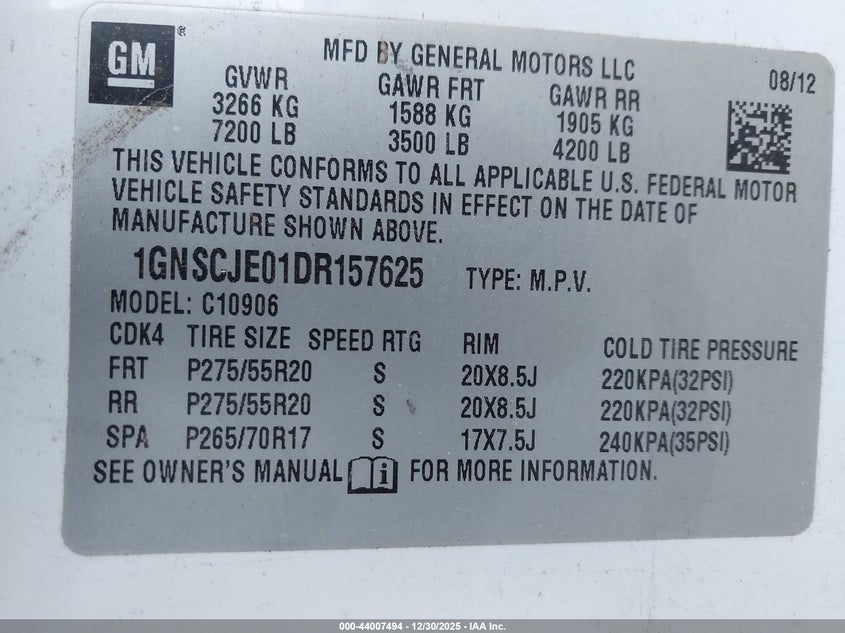 GM®
MFD BY GENERAL MOTORS LLC
08/12
GVWR GAWR FRT GAWR RR
3266 KG 1588 KG 1905 KG
7200 LB 3500 LB 4200 LB
THIS VEHICLE CONFORMS TO ALL APPLICABLE U.S. FEDERAL MOTOR
VEHICLE SAFETY STANDARDS IN EFFECT ON THE DATE OF
MANUFACTURE SHOWN ABOVE.
1GNSCJE01DR157625 TYPE: M.P.V.
MODEL: C10906
CDK4 TIRE SIZE SPEED RTG RIM COLD TIRE PRESSURE
FRT P275/55R20 S 20X8.5J 220KPA(32PSI)
RR P275/55R20 S 20X8.5J 220KPA(32PSI)
SPA P265/70R17 S 17X7.5J 240KPA(35PSI)
SEE OWNER'S MANUAL i FOR MORE INFORMATION.
000-44007494 - 12/30/2025 - IAA Inc.